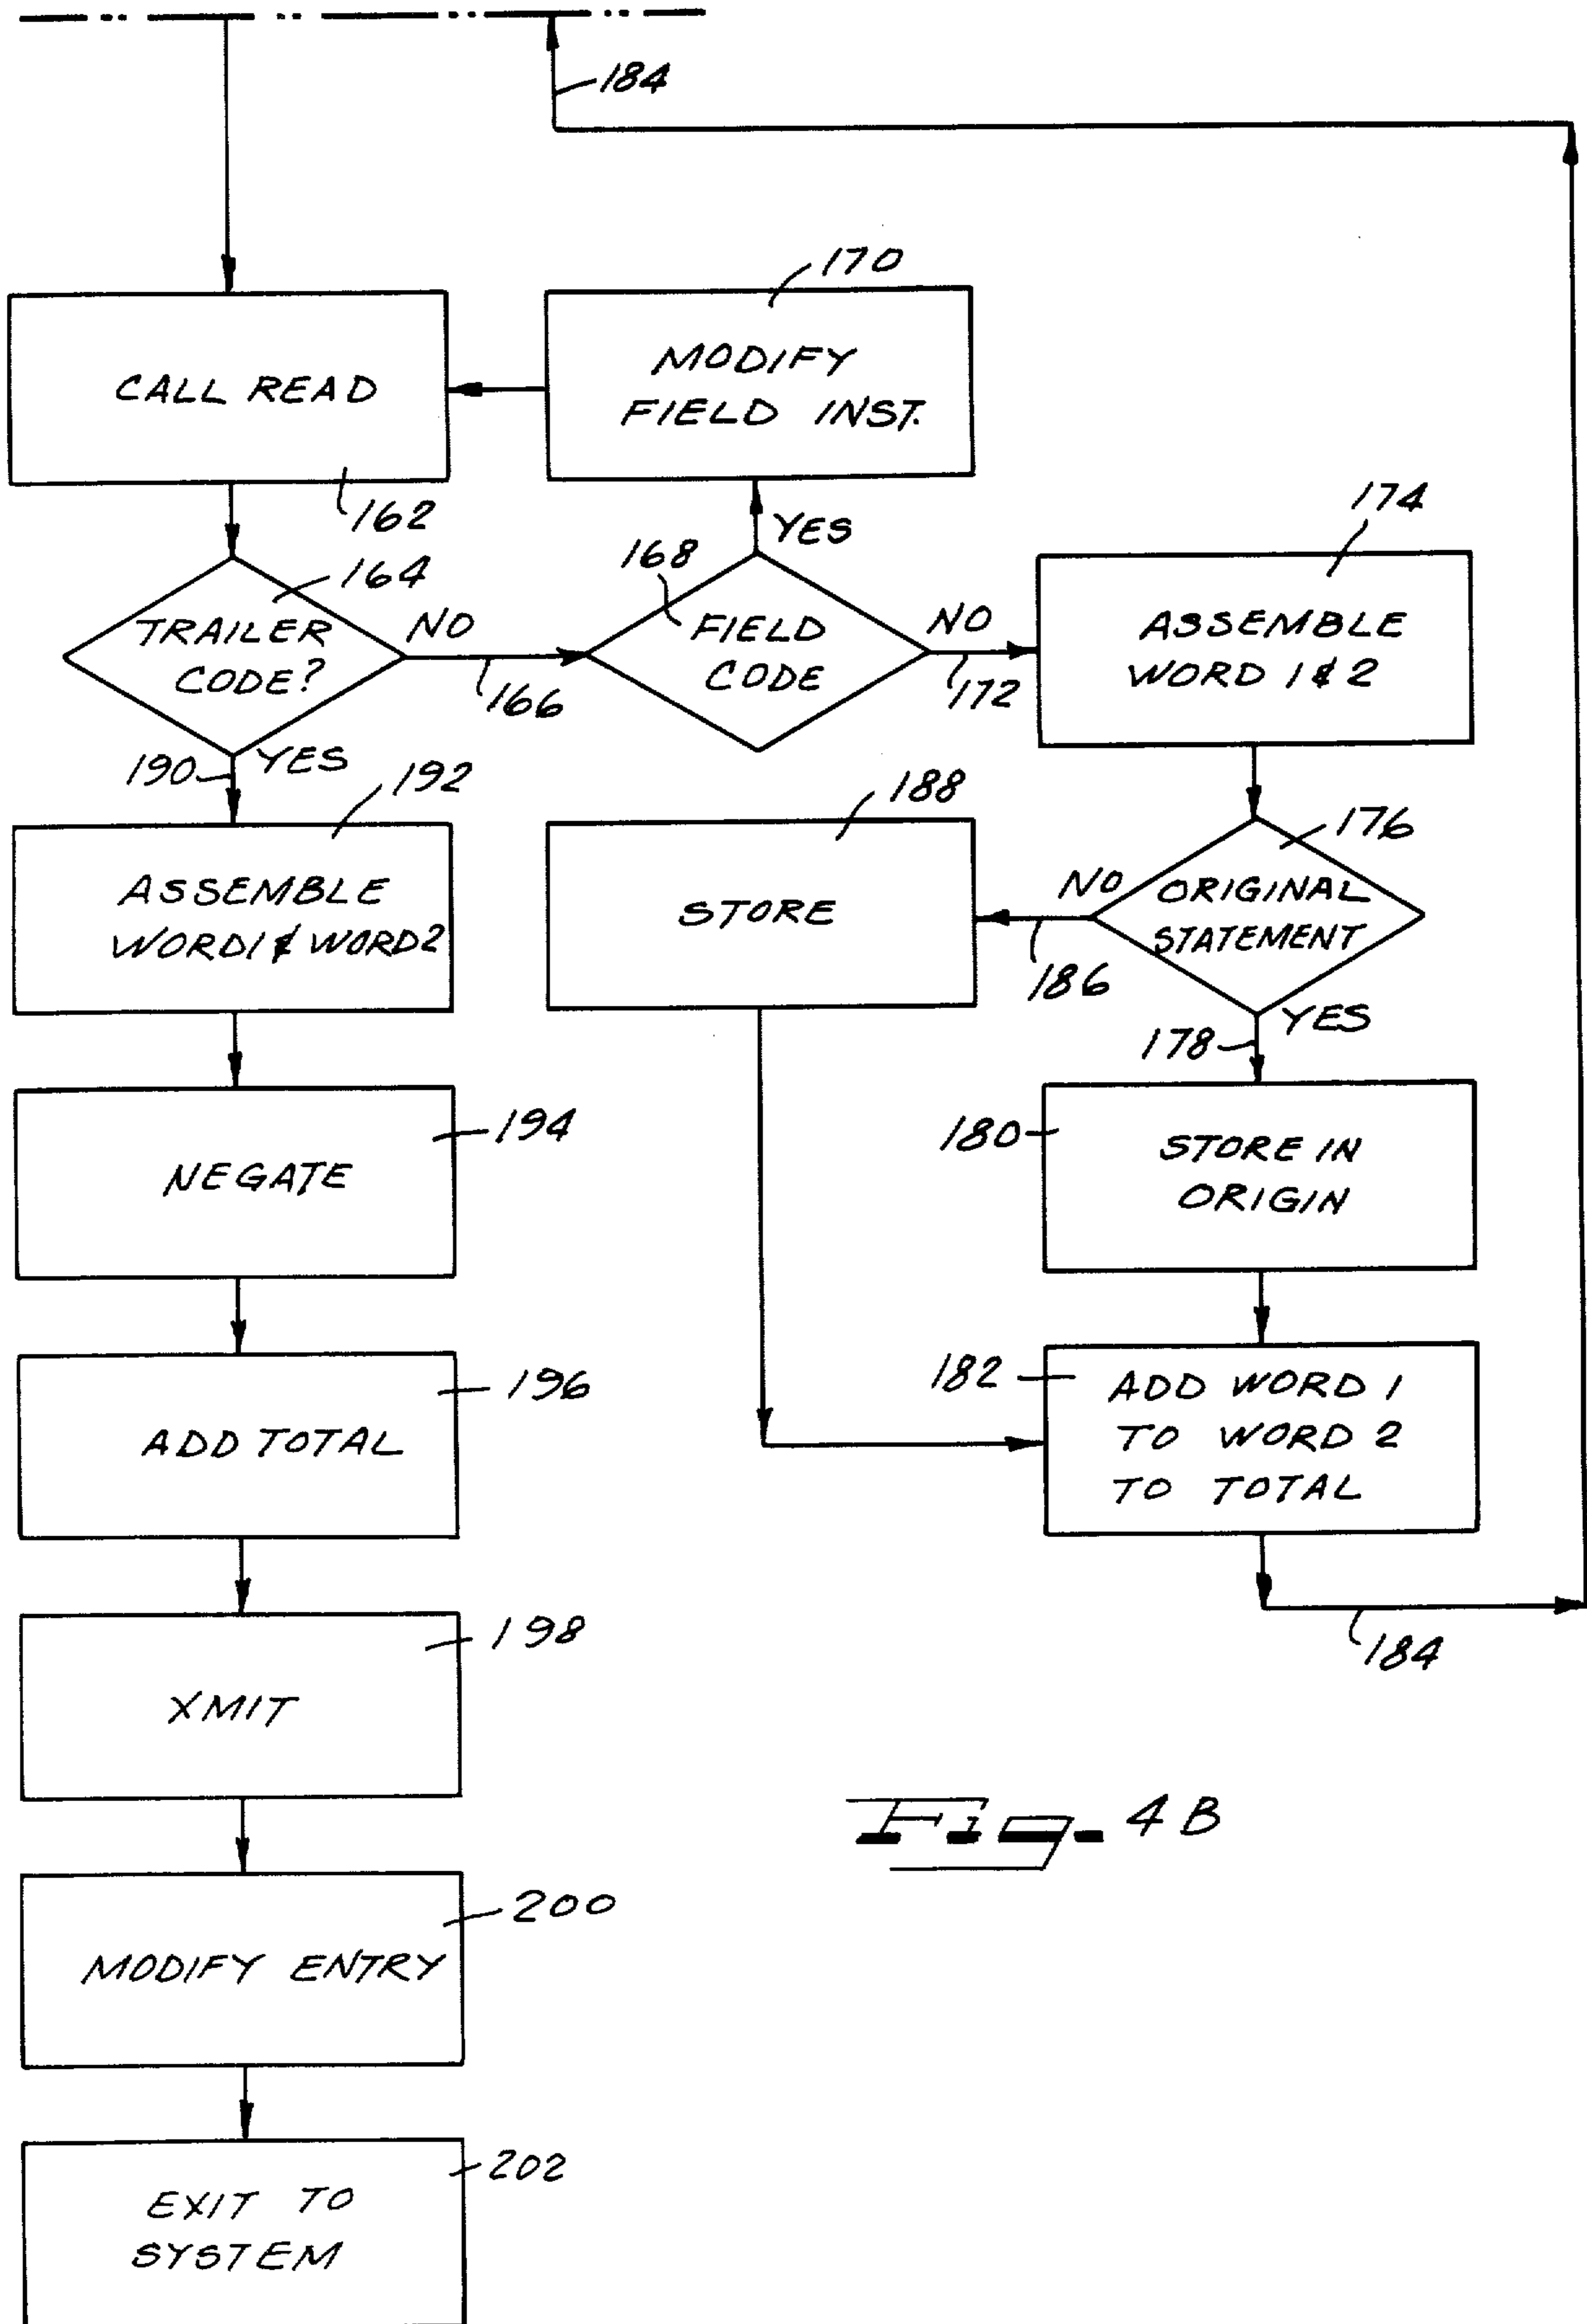 184
170
CALL READ
MODIFY
FIELD INST.
162
174
YES
164
168
TRAILER
CODE?
NO
166
FIELD
CODE
NO
172
ASSEMBLE
WORD 1 & 2
190
YES
192
188
176
ASSEMBLE
WORD1 & WORD2
STORE
NO
186
ORIGINAL
STATEMENT
178
YES
194
NEGATE
180
STORE IN
ORIGIN
196
ADD TOTAL
182
ADD WORD 1
TO WORD 2
TO TOTAL
198
XMIT
184
Fig. 4B
200
MODIFY ENTRY
202
EXIT TO
SYSTEM